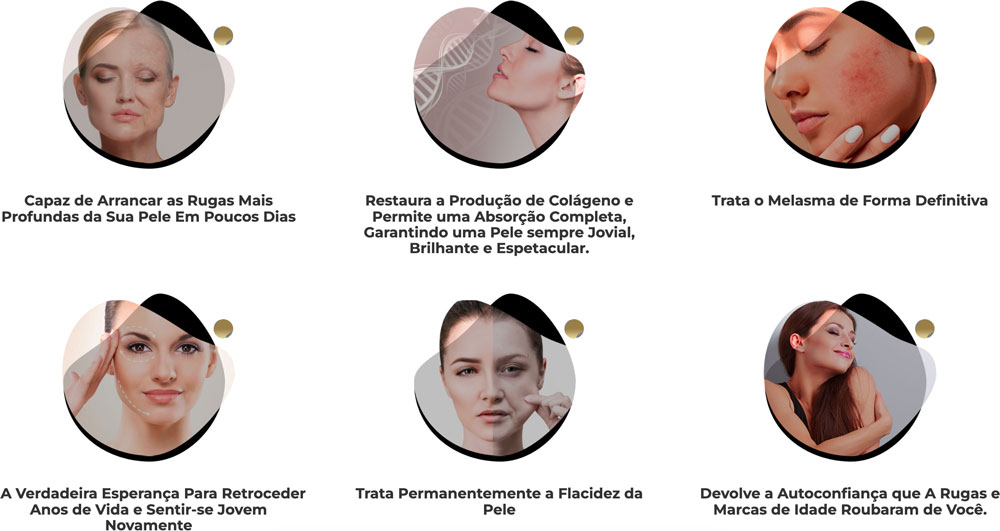 Capaz de Arrancar as Rugas Mais
Profundas da Sua Pele Em Poucos Dias
Restaura a Produção de Colágeno e
Permite uma Absorção Completa,
Garantindo uma Pele sempre Jovial,
Brilhante e Espetacular.
Trata o Melasma de Forma Definitiva
A Verdadeira Esperança Para Retroceder
Anos de Vida e Sentir-se Jovem
Novamente
Trata Permanentemente a Flacidez da
Pele
Devolve a Autoconfiança que A Rugas e
Marcas de Idade Roubaram de Você.